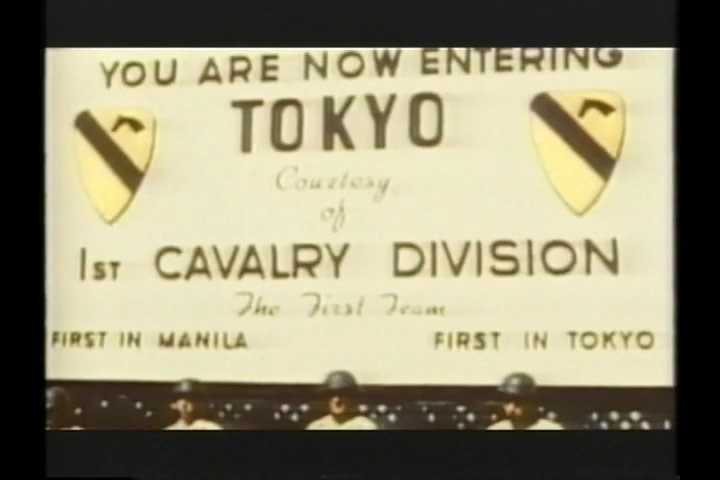 YOU ARE NOW ENTERING
TOKYO
Courtesy
of
1ST CAVALRY DIVISION
The First Team
FIRST IN MANILA FIRST IN TOKYO